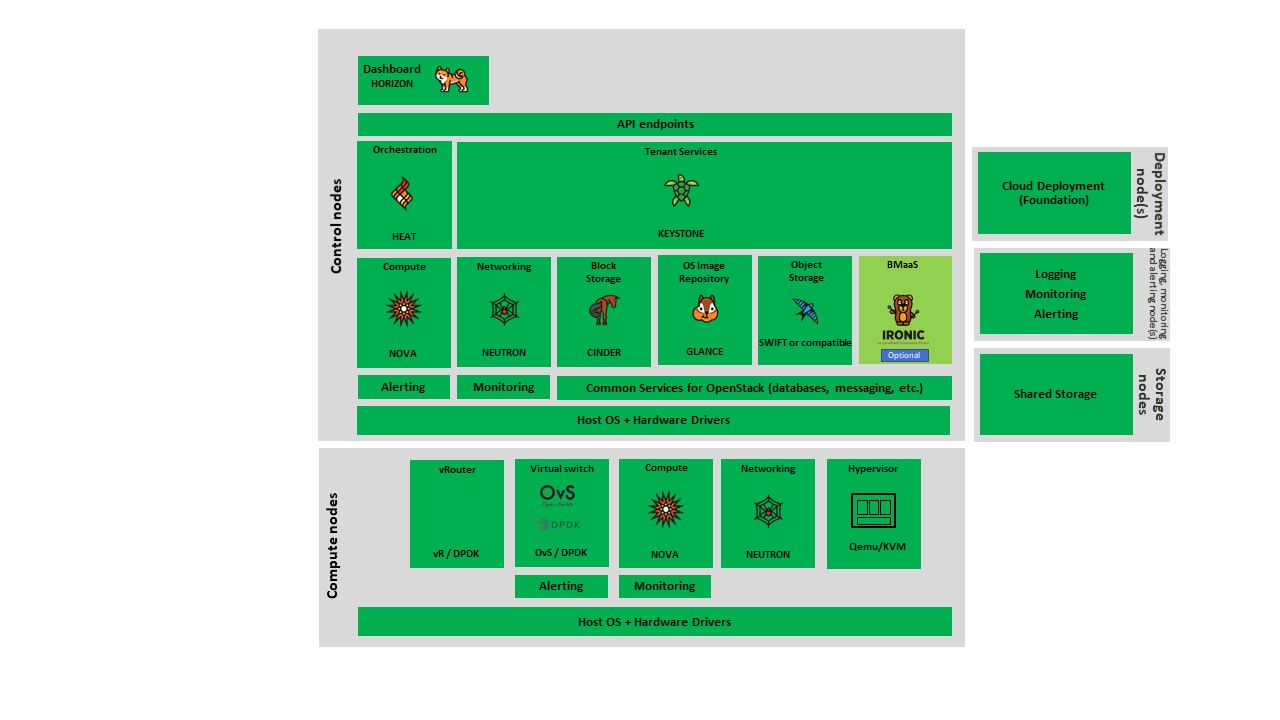 Dashboard
HORIZON
API endpoints
Orchestration
HEAT
Tenant Services
KEYSTONE
Control nodes
Compute
NOVA
Networking
NEUTRON
Block
Storage
CINDER
OS Image
Repository
GLANCE
Object
Storage
SWIFT or compatible
BMaaS
IRONIC
Optional
Alerting
Monitoring
Common Services for OpenStack (databases, messaging, etc.)
Host OS + Hardware Drivers
Cloud Deployment
(Foundation)
Deployment
node(s)
Logging
Monitoring
Alerting
Logging, monitoring
and alerting node(s)
Shared Storage
Storage
nodes
Compute nodes
vRouter
vR / DPDK
Virtual switch
OvS
Open vSwitch
DPDK
OvS / DPDK
Compute
NOVA
Networking
NEUTRON
Hypervisor
Qemu/KVM
Alerting
Monitoring
Host OS + Hardware Drivers